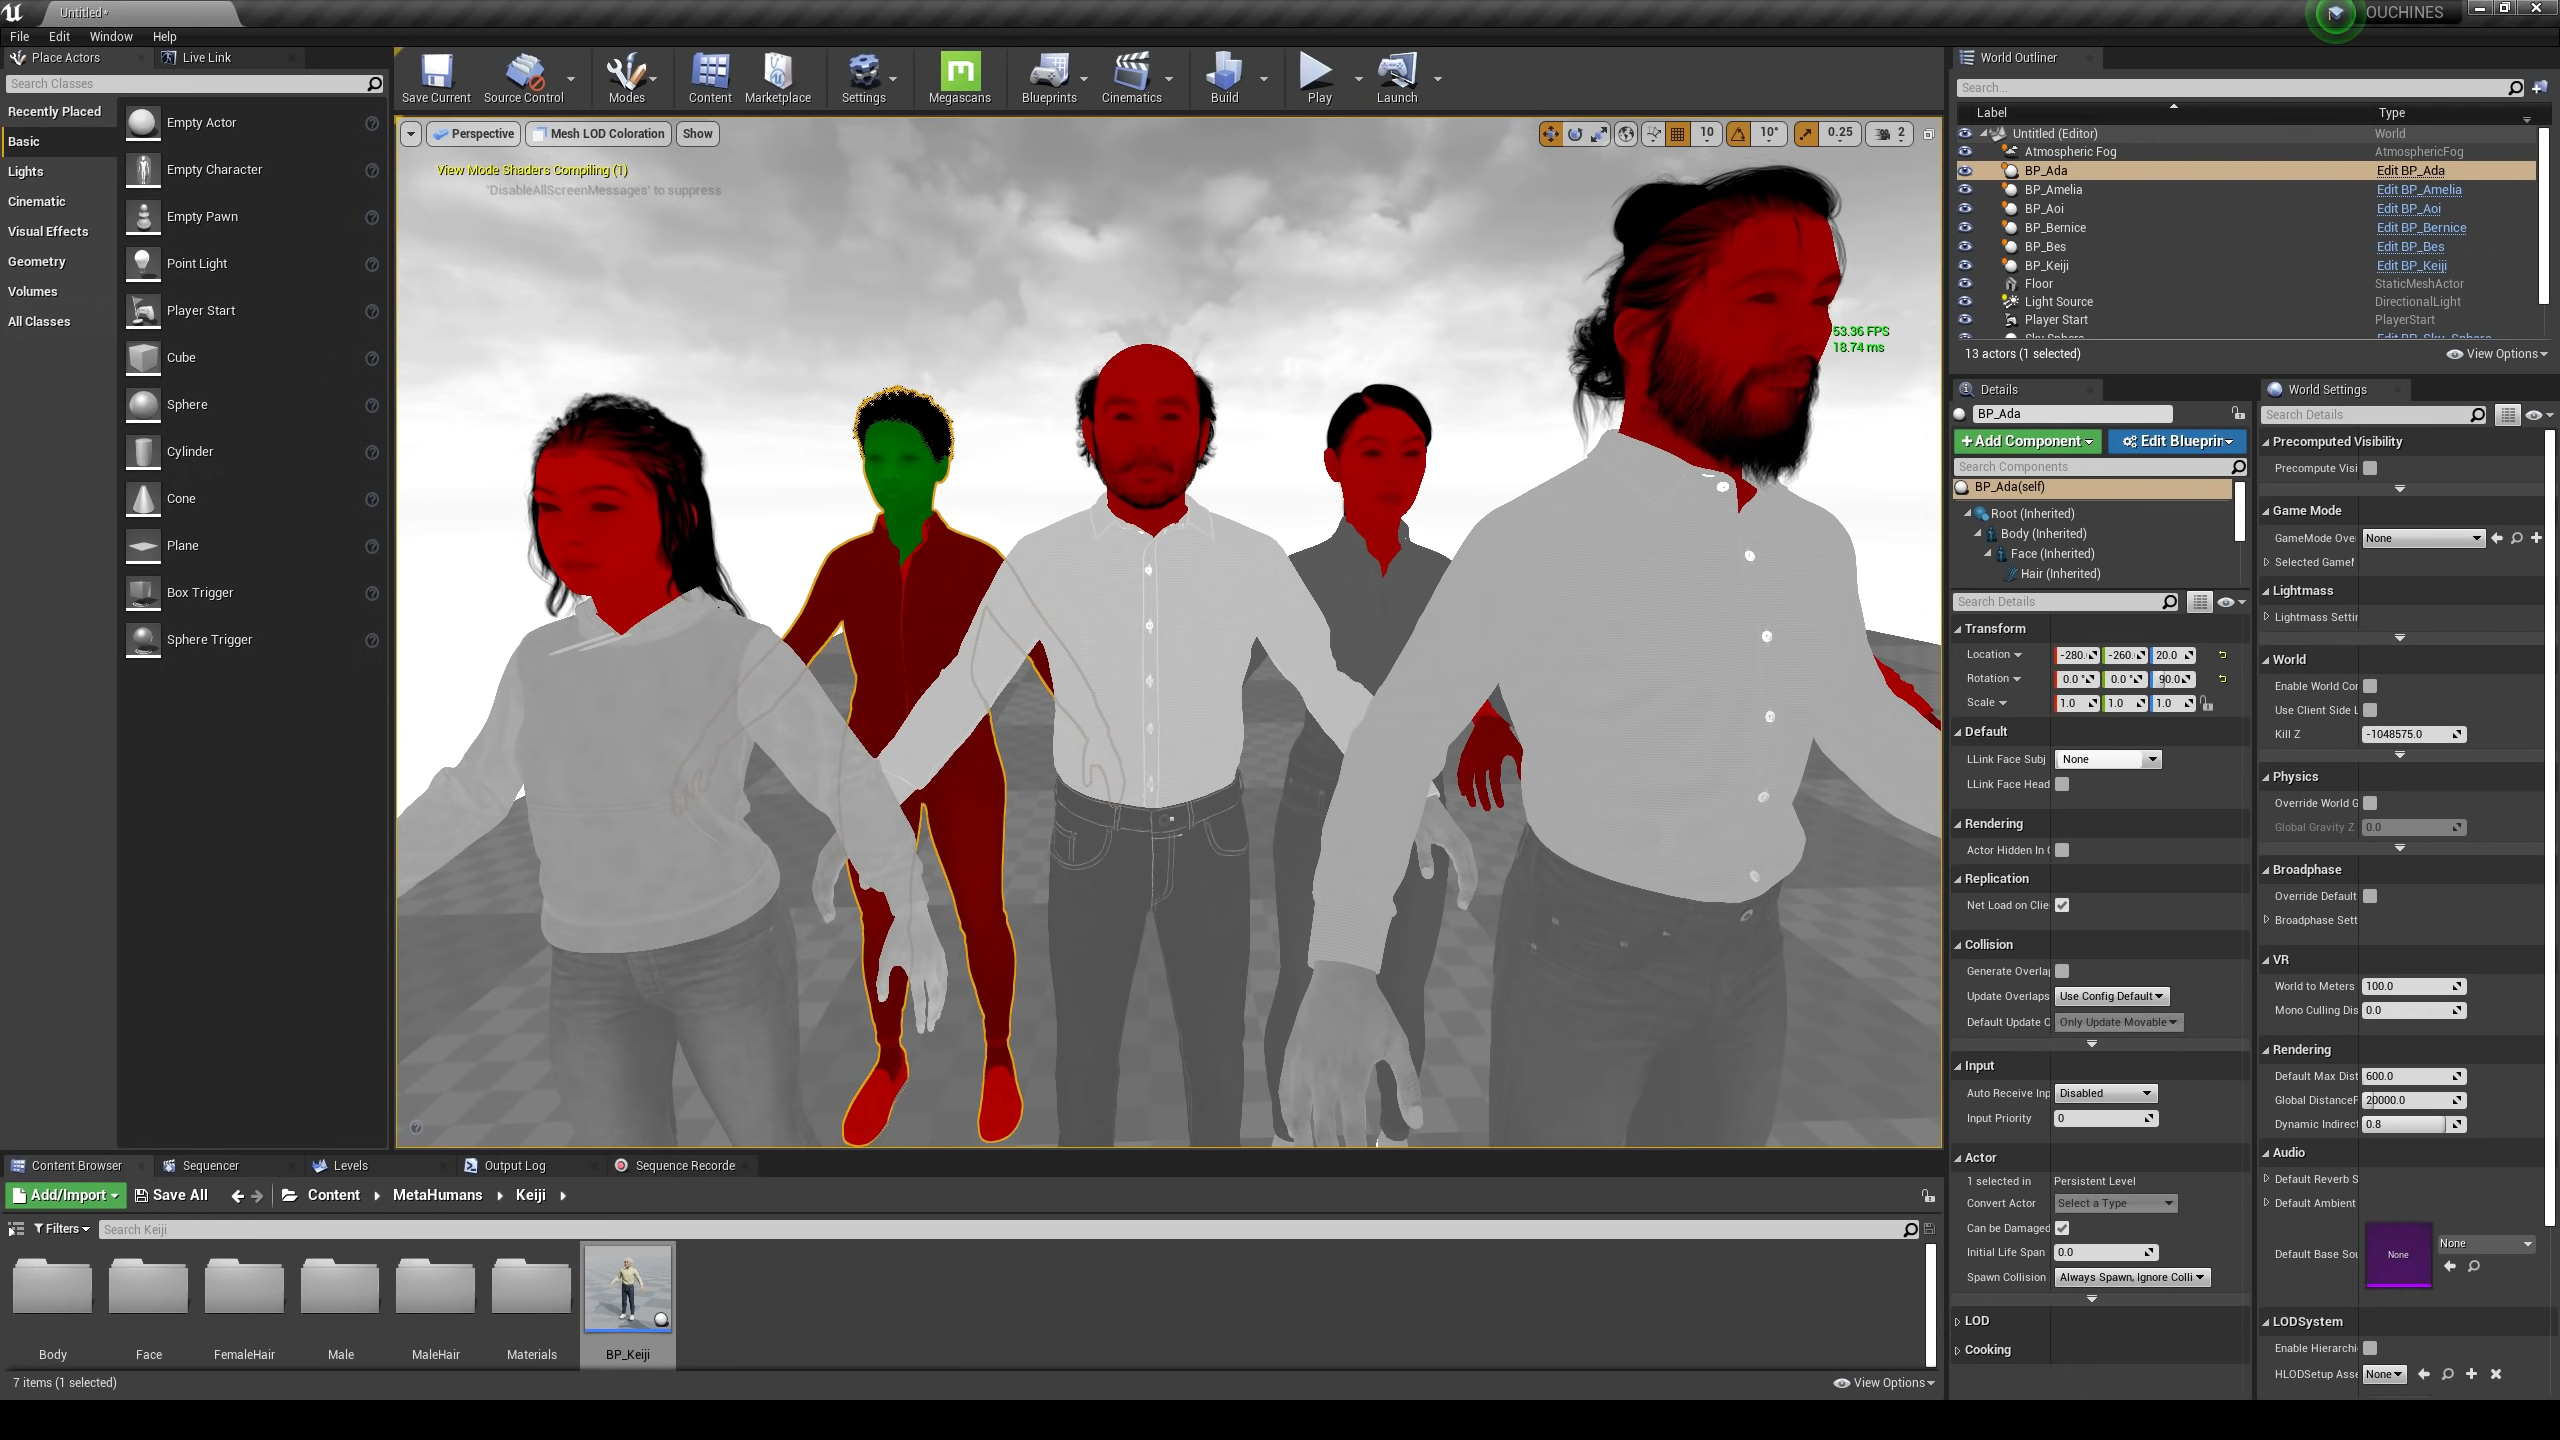 Untitled*
OUCHINES
File Edit Window Help
Place Actors
Live Link
Search Classes
Recently Placed
Basic
Lights
Cinematic
Visual Effects
Geometry
Volumes
All Classes
Empty Actor
Empty Character
Empty Pawn
Point Light
Player Start
Cube
Sphere
Cylinder
Cone
Plane
Box Trigger
Sphere Trigger
Save Current
Source Control
Modes
Content
Marketplace
Settings
Megascans
Blueprints
Cinematics
Build
Play
Launch
Perspective
Mesh LOD Coloration
Show
10
10°
0.25
2
View Mode Shaders Compiling (1)
'DisableAllScreenMessages' to suppress
53.36 FPS
18.74 ms
World Outliner
Search...
Label Type
Untitled (Editor) World
Atmospheric Fog AtmosphericFog
BP_Ada Edit BP_Ada
BP_Amelia Edit BP_Amelia
BP_Aoi Edit BP_Aoi
BP_Bernice Edit BP_Bernice
BP_Bes Edit BP_Bes
BP_Keiji Edit BP_Keiji
Floor StaticMeshActor
Light Source DirectionalLight
Player Start PlayerStart
Sky Sphere Edit BP_Sky_Sphere
13 actors (1 selected)
View Options
Details
BP_Ada
+Add Component
Edit Blueprin
Search Components
BP_Ada(self)
Root (Inherited)
Body (Inherited)
Face (Inherited)
Hair (Inherited)
Search Details
Transform
Location -280. -260. 20.0
Rotation 0.0 ° 0.0 ° 90.0
Scale 1.0 1.0 1.0
Default
LLink Face Subj None
LLink Face Head
Rendering
Actor Hidden In
Replication
Net Load on Clie
Collision
Generate Overla
Update Overlaps Use Config Default
Default Update Only Update Movable
Input
Auto Receive Inp Disabled
Input Priority 0
Actor
1 selected in Persistent Level
Convert Actor Select a Type
Can be Damaged
Initial Life Span 0.0
Spawn Collision Always Spawn, Ignore Colli
LOD
Cooking
World Settings
Search Details
Precomputed Visibility
Precompute Visi
Game Mode
GameMode Ove None
Selected GameM
Lightmass
Lightmass Settin
World
Enable World Cor
Use Client Side L
Kill Z -1048575.0
Physics
Override World G
Global Gravity Z 0.0
Broadphase
Override Default
Broadphase Sett
VR
World to Meters 100.0
Mono Culling Dis 0.0
Rendering
Default Max Dist 600.0
Global DistanceF 20000.0
Dynamic Indirect 0.8
Audio
Default Reverb S
Default Ambient
Default Base Sou None None
LODSystem
Enable Hierarchi
HLODSetup Asse None
Content Browser
Sequencer
Levels
Output Log
Sequence Recorde
Add/Import
Save All
Content
MetaHumans
Keiji
Filters
Search Keiji
Body
Face
FemaleHair
Male
MaleHair
Materials
BP_Keiji
7 items (1 selected)
View Options